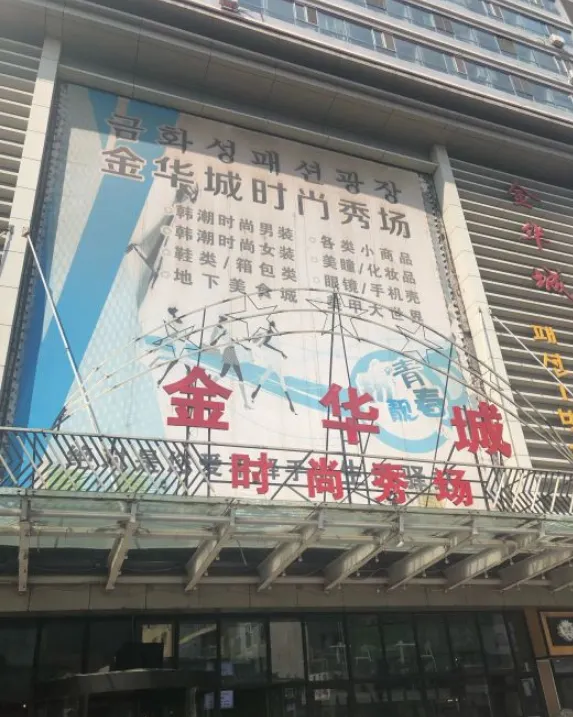 금화성패션광장
金华城时尚秀场
韩潮时尚男装
韩潮时尚女装
鞋类/箱包类
地下美食城
各类小商品
美瞳/化妆品
眼镜/手机壳
美甲大世界
青春
靓
金华城
时尚秀场
金华城
패션